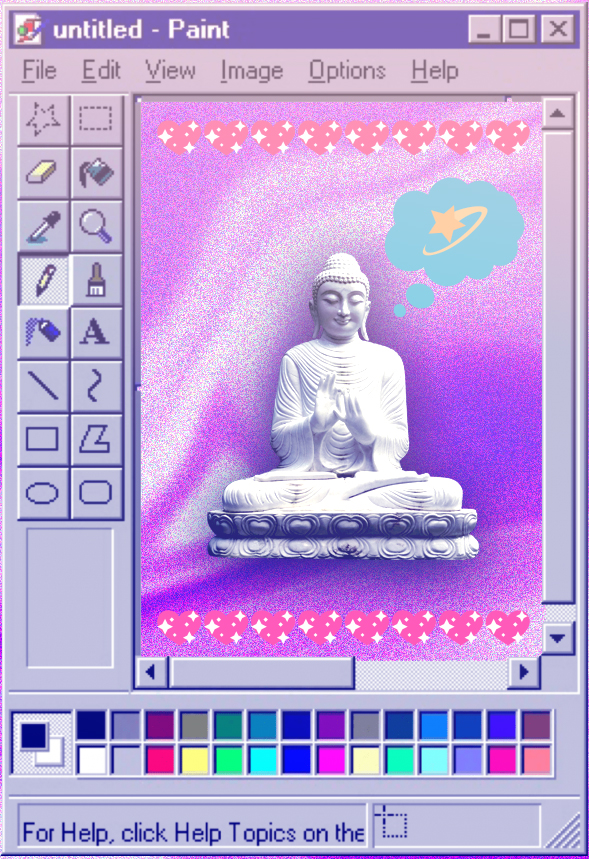 untitled - Paint
File Edit View Image Options Help
A
For Help, click Help Topics on the